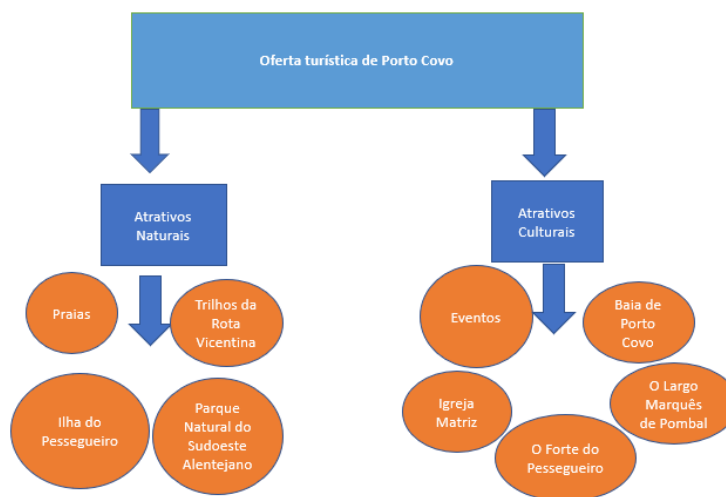 Oferta turística de Porto Covo
Atrativos
Naturais
Praias
Trilhos da
Rota
Vicentina
Ilha do
Pessegueiro
Parque
Natural do
Sudoeste
Alentejano
Atrativos
Culturais
Eventos
Baia de
Porto
Covo
Igreja
Matriz
O Largo
Marquês
de Pombal
O Forte do
Pessegueiro